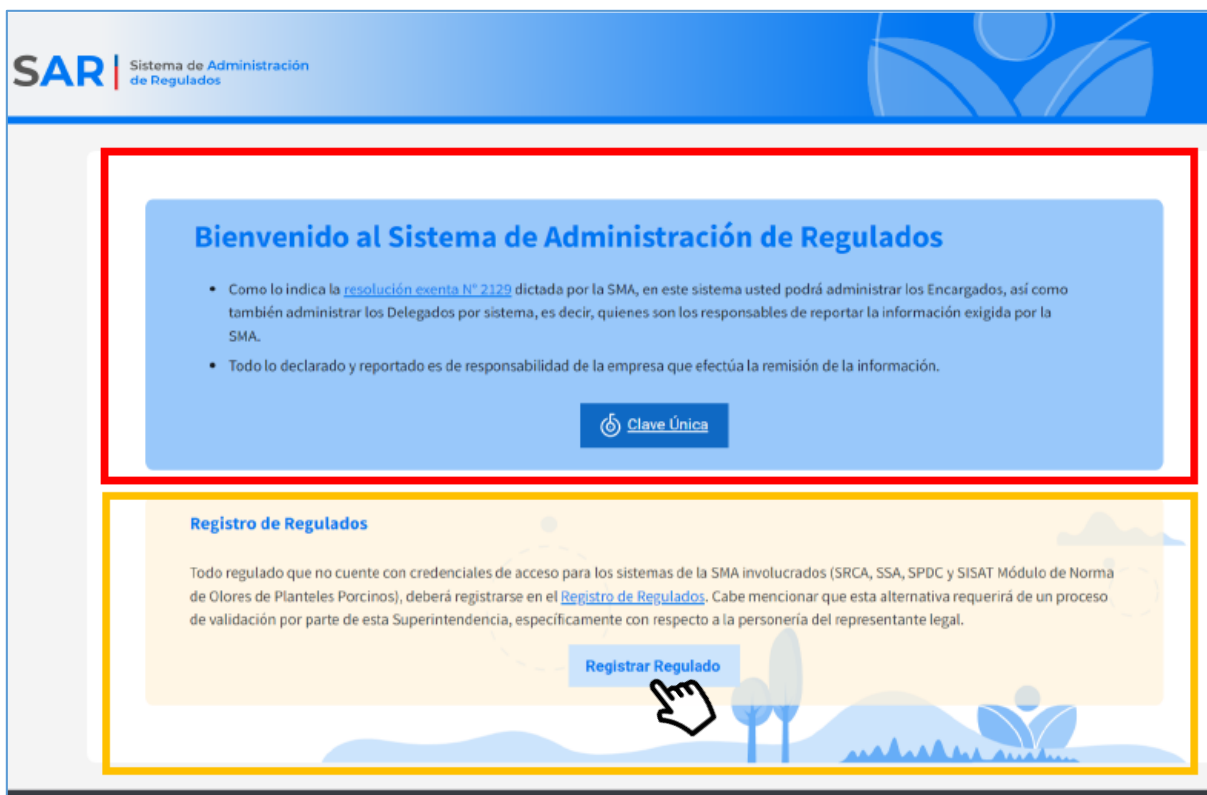 SAR Sistema de Administración
de Regulados
Bienvenido al Sistema de Administración de Regulados
• Como lo indica la resolución exenta N° 2129 dictada por la SMA, en este sistema usted podrá administrar los Encargados, así como
también administrar los Delegados por sistema, es decir, quienes son los responsables de reportar la información exigida por la
SMA.
• Todo lo declarado y reportado es de responsabilidad de la empresa que efectúa la remisión de la información.
Clave Única
Registro de Regulados
Todo regulado que no cuente con credenciales de acceso para los sistemas de la SMA involucrados (SRCA, SSA, SPDC y SISAT Módulo de Norma
de Olores de Planteles Porcinos), deberá registrarse en el Registro de Regulados. Cabe mencionar que esta alternativa requerirá de un proceso
de validación por parte de esta Superintendencia, específicamente con respecto a la personería del representante legal.
Registrar Regulado